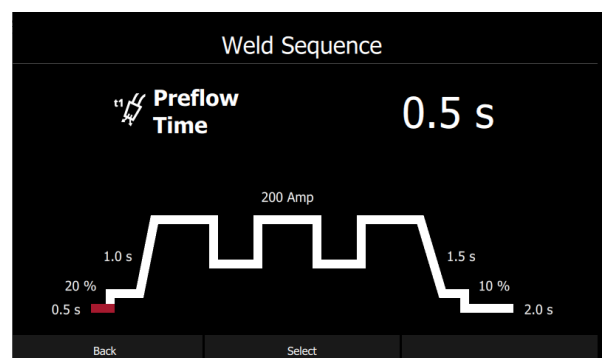 Weld Sequence
t1 Preflow
Time
0.5 s
200 Amp
1.0 s
1.5 s
20 %
10 %
0.5 s
2.0 s
Back
Select